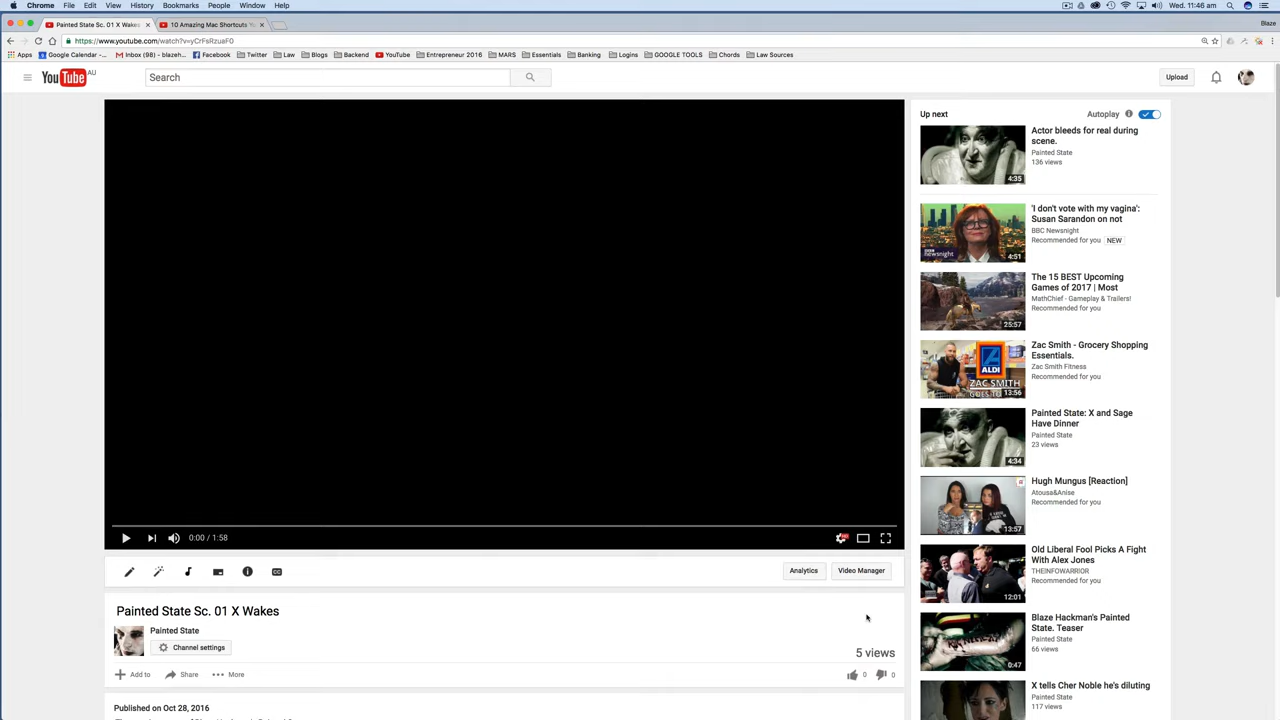 Chrome File Edit View History Bookmarks People Window Help Wed. 11:46 am
Painted State Sc. 01 X Wakes 10 Amazing Mac Shortcuts Blaze
https://www.youtube.com/watch?v=yCrFsRzuaF0
Apps Google Calendar -... Inbox (98) - blazeh... Facebook Twitter Law Blogs Backend YouTube Entrepreneur 2016 MARS Essentials Banking Logins GOOGLE TOOLS Chords Law Sources
YouTube AU Search Upload
Up next Autoplay
Actor bleeds for real during
scene.
Painted State
136 views
4:35
'I don't vote with my vagina':
Susan Sarandon on not
BBC Newsnight
Recommended for you NEW
newsnight 4:51
The 15 BEST Upcoming
Games of 2017 | Most
MathChief - Gameplay & Trailers!
Recommended for you
25:57
Zac Smith - Grocery Shopping
Essentials.
Zac Smith Fitness
Recommended for you
ALDI
ZAC SMITH
GOES TO 13:56
Painted State: X and Sage
Have Dinner
Painted State
23 views
4:34
Hugh Mungus [Reaction]
Atousa&Anise
Recommended for you
13:57
0:00 / 1:58
Old Liberal Fool Picks A Fight
With Alex Jones
THEINFOWARRIOR
Recommended for you
12:01
Analytics Video Manager
Painted State Sc. 01 X Wakes
Painted State
Channel settings
5 views
Blaze Hackman's Painted
State. Teaser
Painted State
66 views
0:47
Add to Share More 0 0
X tells Cher Noble he's diluting
Painted State
117 views
Published on Oct 28, 2016